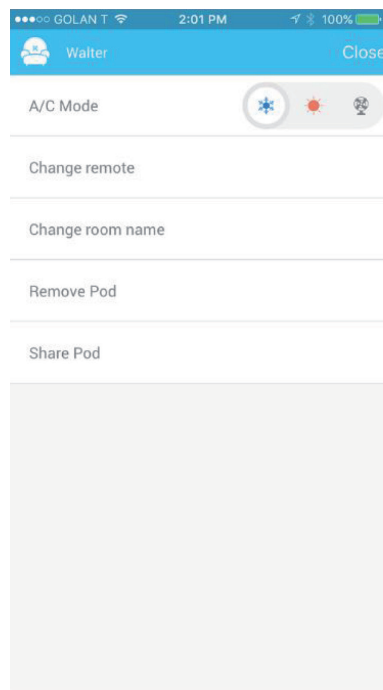 ●●●○○ GOLAN T 2:01 PM 100%
Walter Close
A/C Mode
Change remote
Change room name
Remove Pod
Share Pod